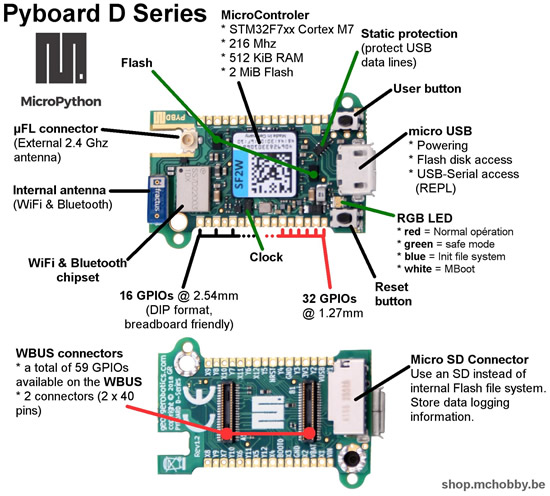 Pyboard D Series
MicroPython
MicroControler
* STM32F7xx Cortex M7
* 216 Mhz
* 512 KiB RAM
* 2 MiB Flash
Static protection
(protect USB
data lines)
Flash
User button
PYBD
µFL connector
(External 2.4 Ghz
antenna)
micro USB
* Powering
* Flash disk access
* USB-Serial access
(REPL)
SF2W
Internal antenna
(WiFi & Bluetooth)
fractus
RGB LED
* red = Normal opération
* green = safe mode
* blue = Init file system
* white = MBoot
WiFi & Bluetooth
chipset
Clock
Reset
button
16 GPIOs @ 2.54mm
(DIP format,
breadboard friendly)
32 GPIOs
@ 1.27mm
WBUS connectors
* a total of 59 GPIOs
available on the WBUS
* 2 connectors (2 x 40
pins)
Micro SD Connector
Use an SD instead of
internal Flash file system.
Store data logging
information.
shop.mchobby.be